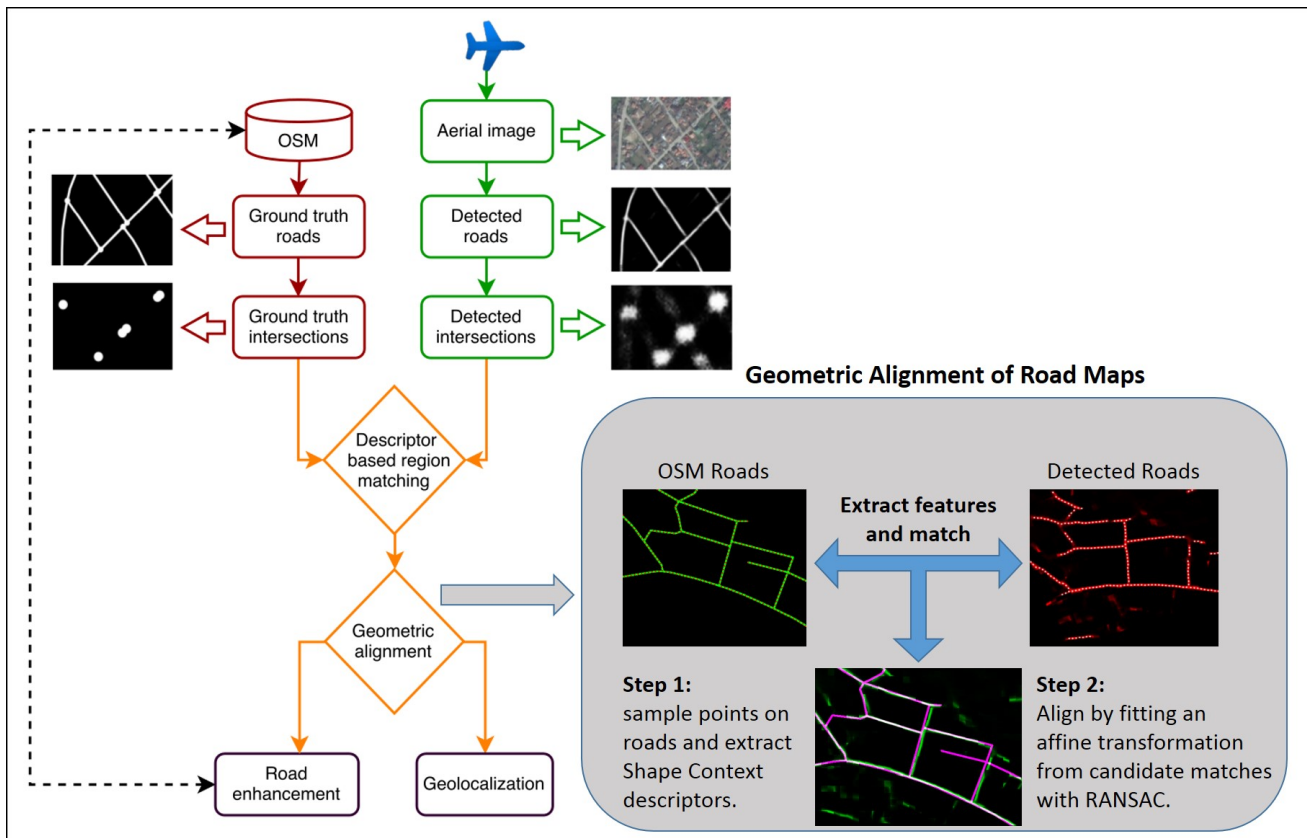 OSM
Aerial image
Ground truth
roads
Detected
roads
Ground truth
intersections
Detected
intersections
Descriptor
based region
matching
Geometric
alignment
Road
enhancement
Geolocalization
Geometric Alignment of Road Maps
OSM Roads
Detected Roads
Extract features
and match
Step 1:
sample points on
roads and extract
Shape Context
descriptors.
Step 2:
Align by fitting an
affine transformation
from candidate matches
with RANSAC.